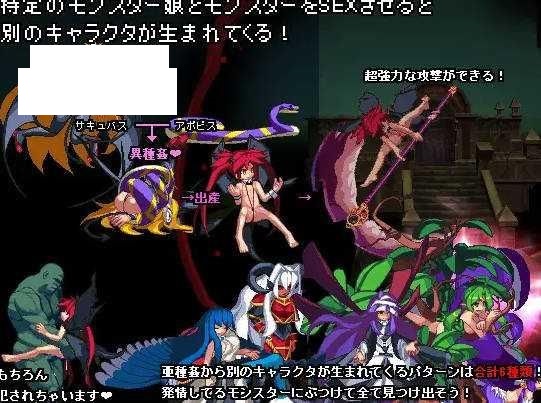 特定のモンスター娘とモンスターをSEXさせると
別のキャラクタが生まれてくる！
超強力な攻撃ができる！
サキュバス
アポピス
異種姦❤
→出産
→
もちろん
犯されちゃいます❤
亜種姦から別のキャラクタが生まれてくるパターンは合計6種類！
発情してるモンスターにぶつけて全て見つけ出そう！